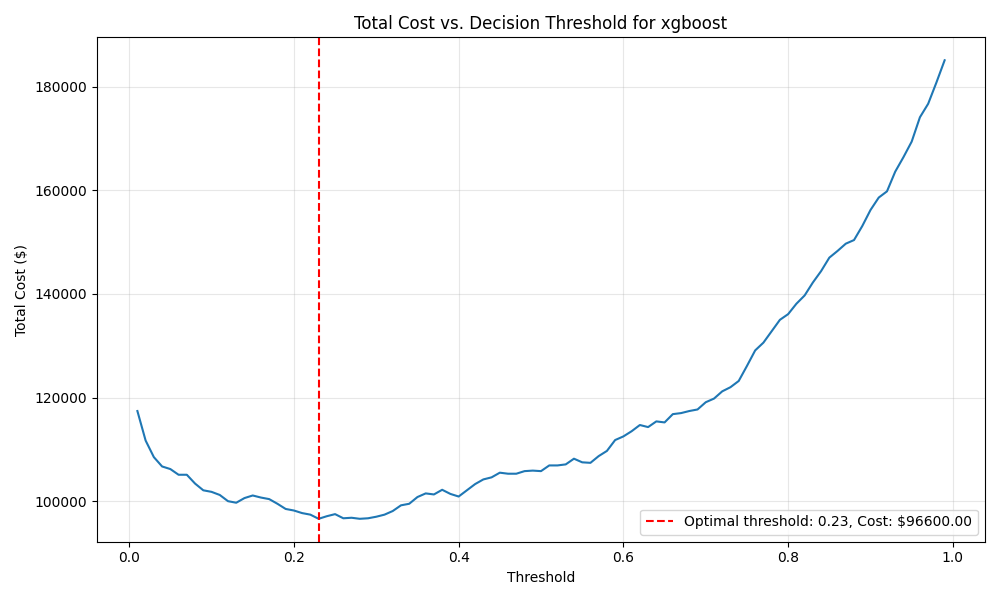 Total Cost vs. Decision Threshold for xgboost
Total Cost ($)
180000
160000
140000
120000
100000
Optimal threshold: 0.23, Cost: $96600.00
0.0 0.2 0.4 0.6 0.8 1.0
Threshold